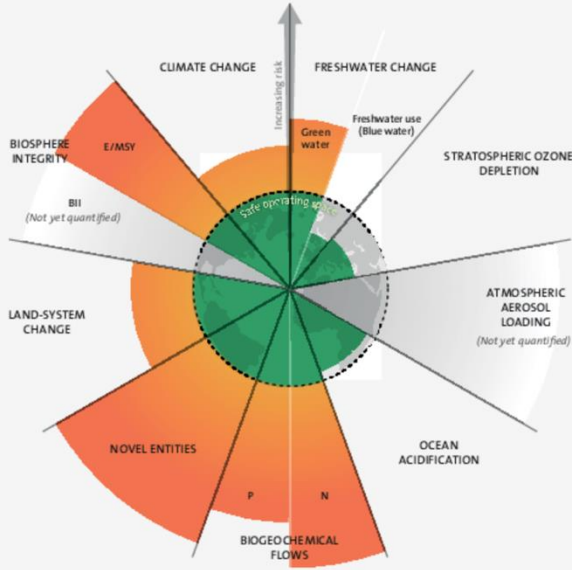 CLIMATE CHANGE
FRESHWATER CHANGE
Increasing risk
Freshwater use
(Blue water)
Green
water
BIOSPHERE
INTEGRITY
E/MSY
STRATOSPHERIC OZONE
DEPLETION
BII
(Not yet quantified)
Safe operating space
LAND-SYSTEM
CHANGE
ATMOSPHERIC
AEROSOL
LOADING
(Not yet quantified)
NOVEL ENTITIES
OCEAN
ACIDIFICATION
P
N
BIOGEOCHEMICAL
FLOWS